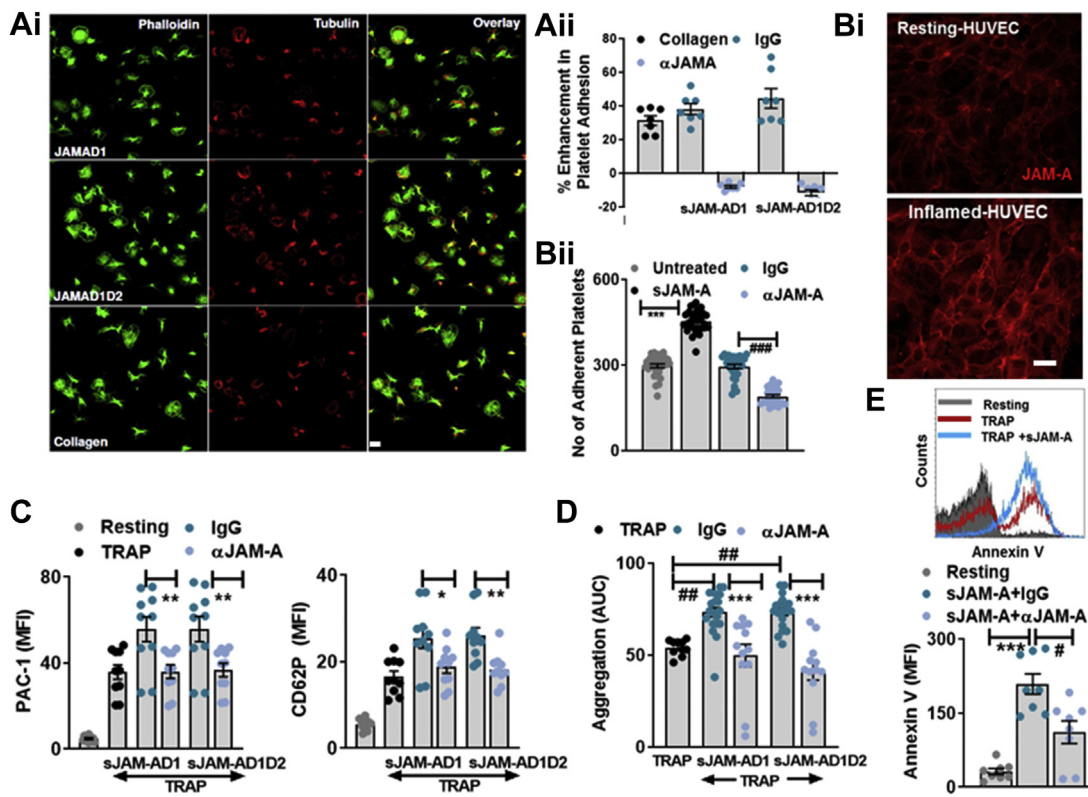 Ai
Phalloidin Tubulin Overlay
JAMAD1
JAMAD1D2
Collagen
Aii
Collagen IgG
αJAMA
% Enhancement in
Platelet Adhesion
80
60
40
20
0
-20
sJAM-AD1 sJAM-AD1D2
Bi
Resting-HUVEC
JAM-A
Inflamed-HUVEC
Bii
Untreated IgG
sJAM-A αJAM-A
No of Adherent Platelets
600
300
0
*** ###
C
Resting IgG
TRAP αJAM-A
PAC-1 (MFI)
80
40
0
** **
sJAM-AD1 sJAM-AD1D2
TRAP
CD62P (MFI)
40
20
0
* **
sJAM-AD1 sJAM-AD1D2
TRAP
D
TRAP IgG αJAM-A
Aggregation (AUC)
100
50
0
##
## *** ***
TRAP sJAM-AD1 sJAM-AD1D2
TRAP
E
Resting
TRAP
TRAP +sJAM-A
Counts
Annexin V
Resting
sJAM-A+IgG
sJAM-A+αJAM-A
Annexin V (MFI)
300
150
0
*** #